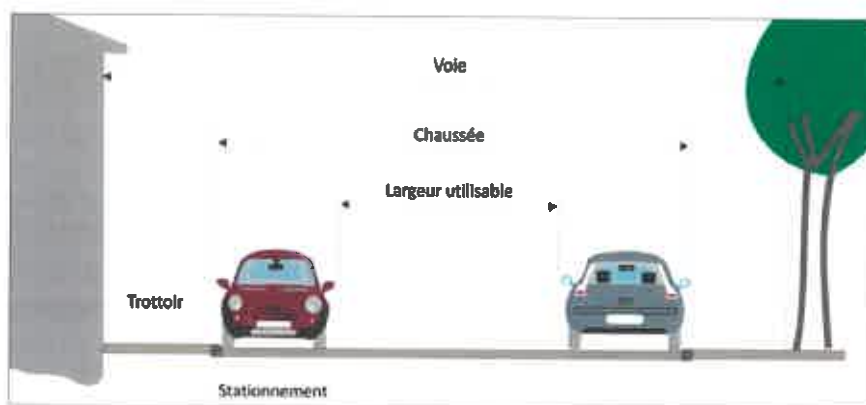 Voie
Chaussée
Largeur utilisable
Trottoir
Stationnement